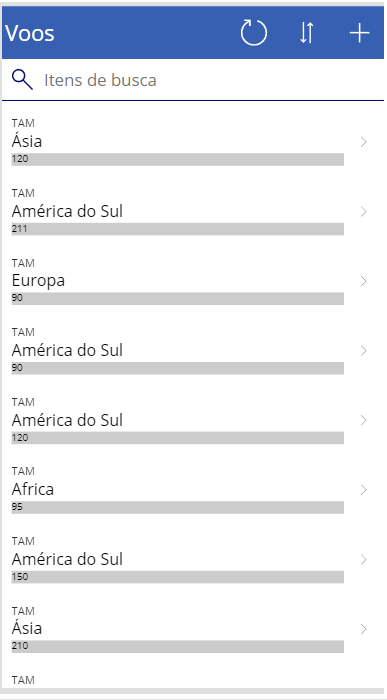 Voos
Itens de busca
TAM
Ásia
120
TAM
América do Sul
211
TAM
Europa
90
TAM
América do Sul
90
TAM
América do Sul
120
TAM
Africa
95
TAM
América do Sul
150
TAM
Ásia
210
TAM